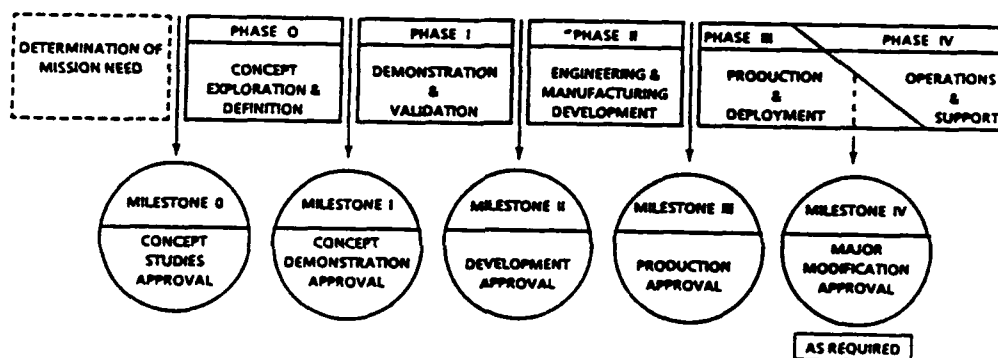 DETERMINATION OF
MISSION NEED
PHASE 0
CONCEPT
EXPLORATION &
DEFINITION
PHASE I
DEMONSTRATION
&
VALIDATION
PHASE II
ENGINEERING &
MANUFACTURING
DEVELOPMENT
PHASE III
PRODUCTION
&
DEPLOYMENT
PHASE IV
OPERATIONS
&
SUPPORT
MILESTONE 0
CONCEPT
STUDIES
APPROVAL
MILESTONE I
CONCEPT
DEMONSTRATION
APPROVAL
MILESTONE II
DEVELOPMENT
APPROVAL
MILESTONE III
PRODUCTION
APPROVAL
MILESTONE IV
MAJOR
MODIFICATION
APPROVAL
AS REQUIRED